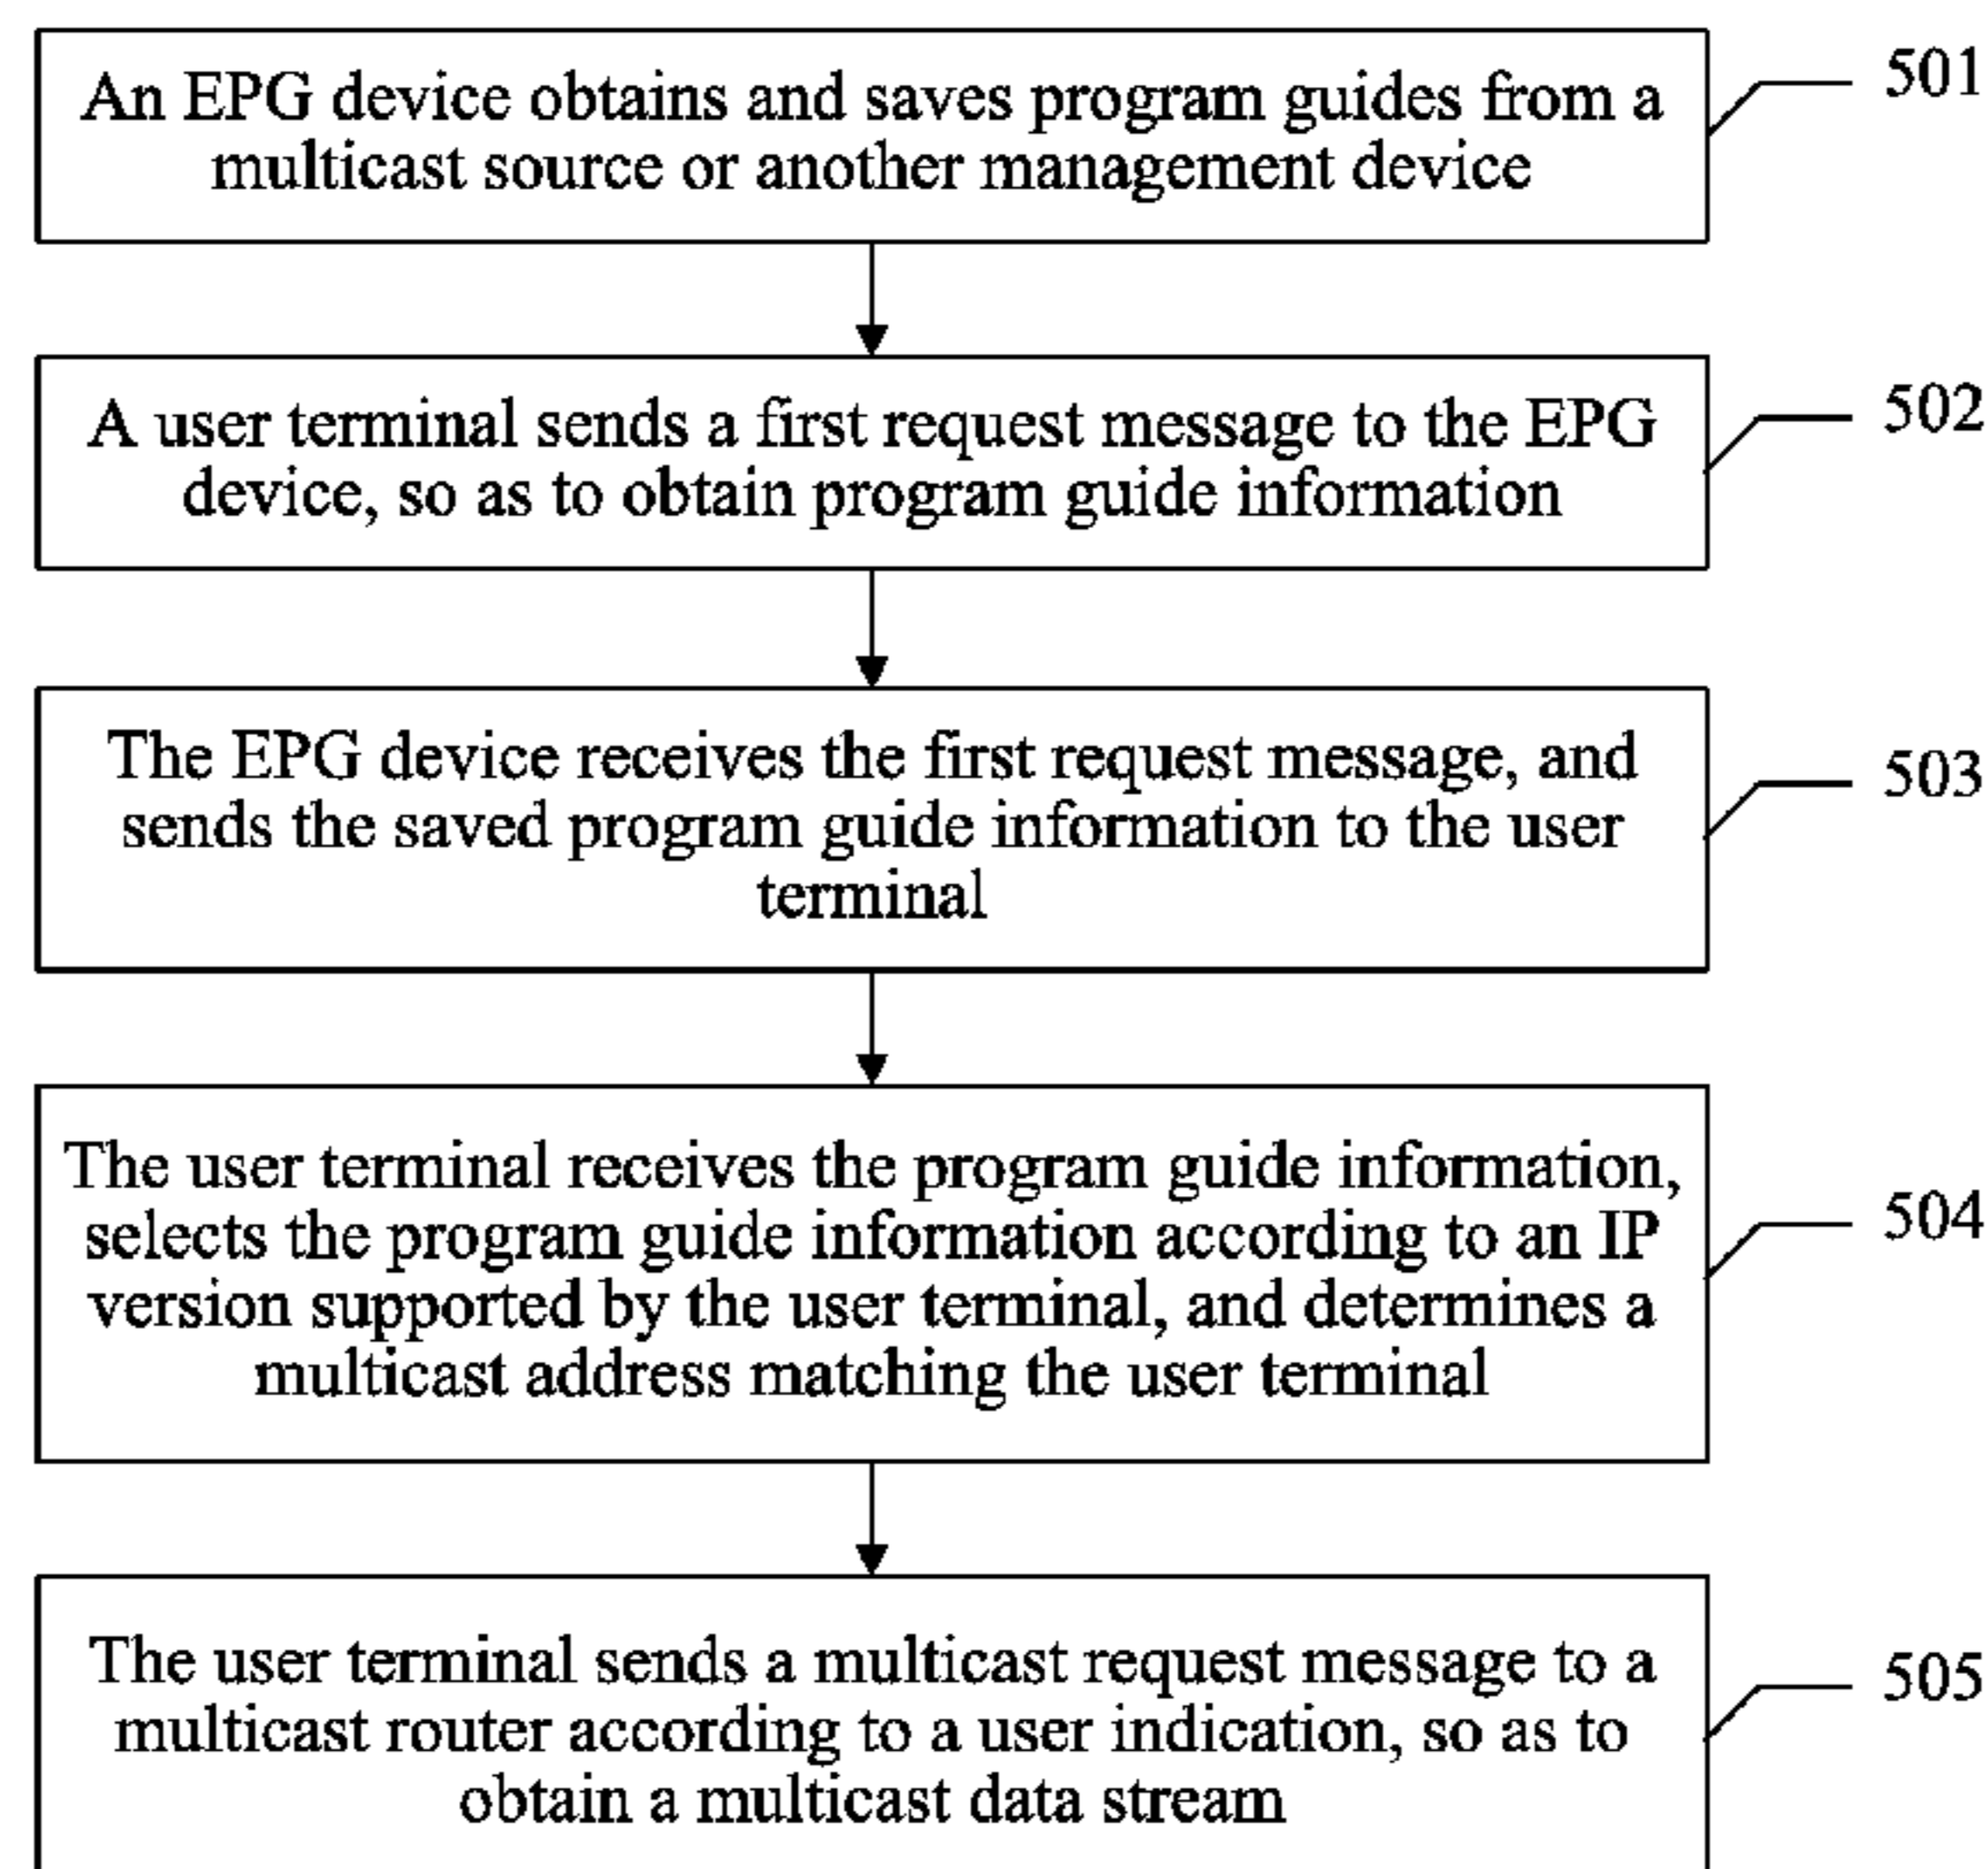 An EPG device obtains and saves program guides from a
multicast source or another management device
501
A user terminal sends a first request message to the EPG
device, so as to obtain program guide information
502
The EPG device receives the first request message, and
sends the saved program guide information to the user
terminal
503
The user terminal receives the program guide information,
selects the program guide information according to an IP
version supported by the user terminal, and determines a
multicast address matching the user terminal
504
The user terminal sends a multicast request message to a
multicast router according to a user indication, so as to
obtain a multicast data stream
505